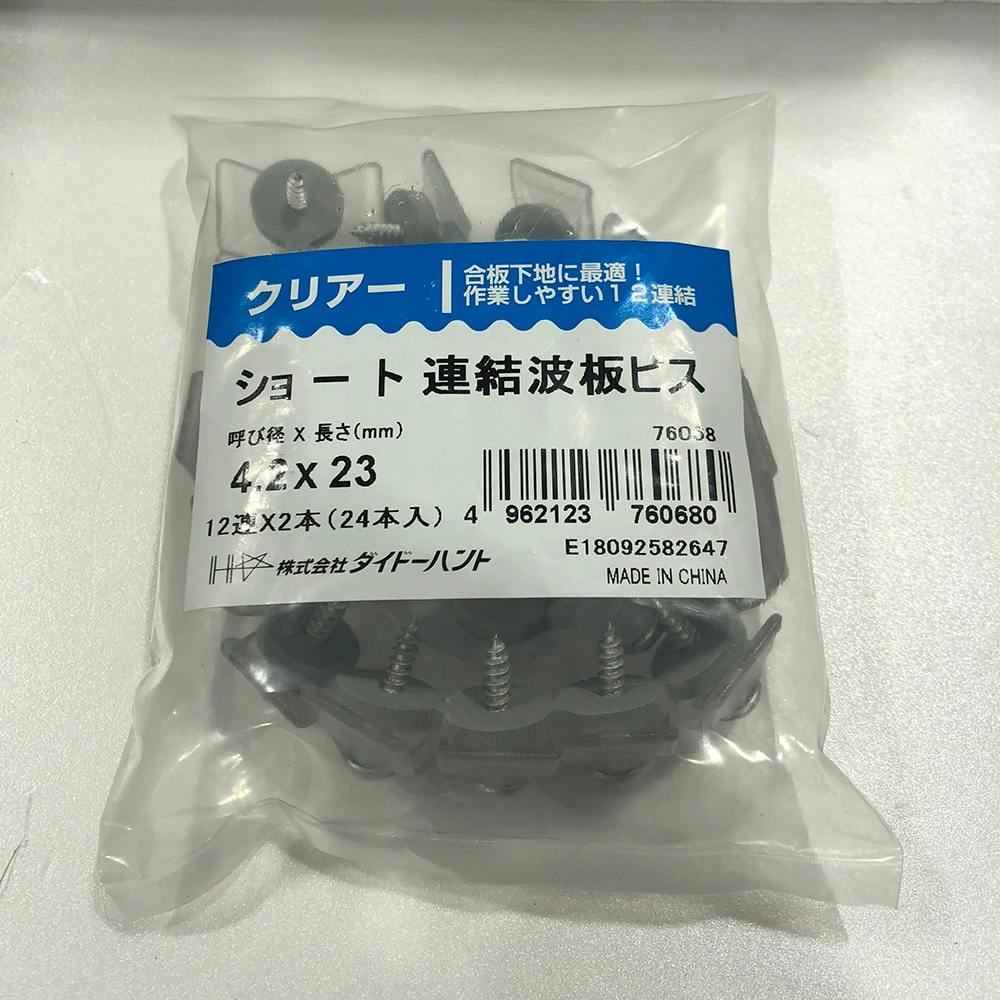 クリアー
合板下地に最適！
作業しやすい１２連結
ショート 連結波板ビス
呼び径 X 長さ(mm)
76068
4.2 x 23
12連X2本(24本入)
4 962123 760680
E18092582647
株式会社 ダイドーハント
MADE IN CHINA